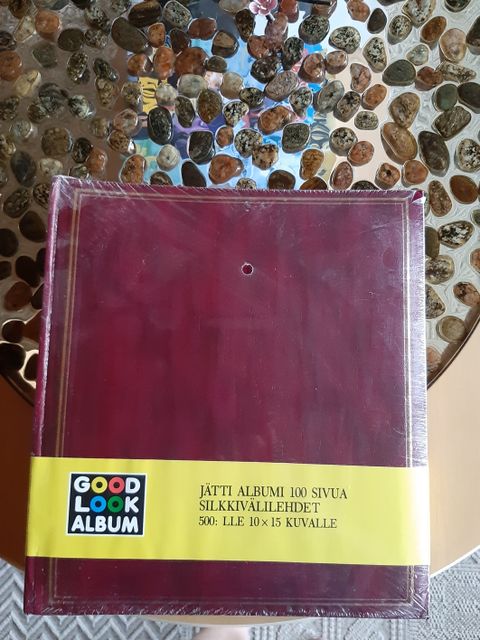 GOOD
LOOK
ALBUM
JÄTTI ALBUMI 100 SIVUA
SILKKIVÄLILEHDET
500: LLE 10×15 KUVALLE